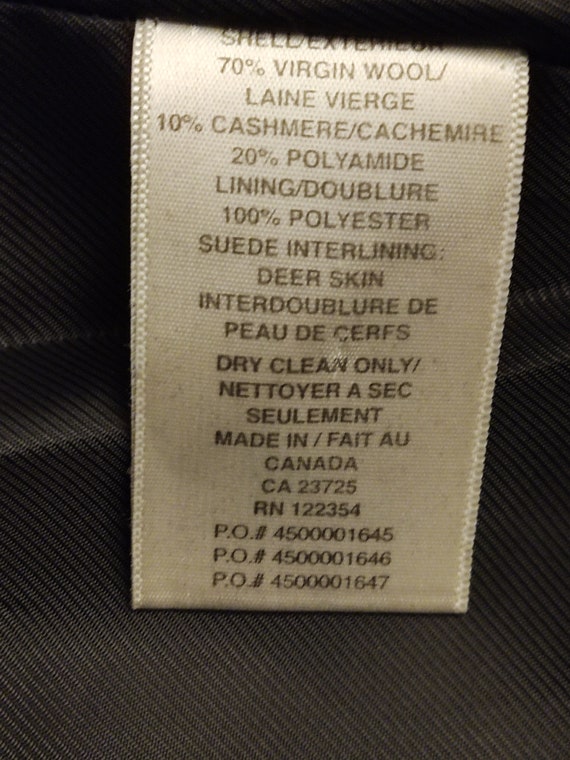 SHELL/EXTERIEUR
70% VIRGIN WOOL/
LAINE VIERGE
10% CASHMERE/CACHEMIRE
20% POLYAMIDE
LINING/DOUBLURE
100% POLYESTER
SUEDE INTERLINING:
DEER SKIN
INTERDOUBLURE DE
PEAU DE CERFS
DRY CLEAN ONLY/
NETTOYER A SEC
SEULEMENT
MADE IN / FAIT AU
CANADA
CA 23725
RN 122354
P.O.# 4500001645
P.O.# 4500001646
P.O.# 4500001647